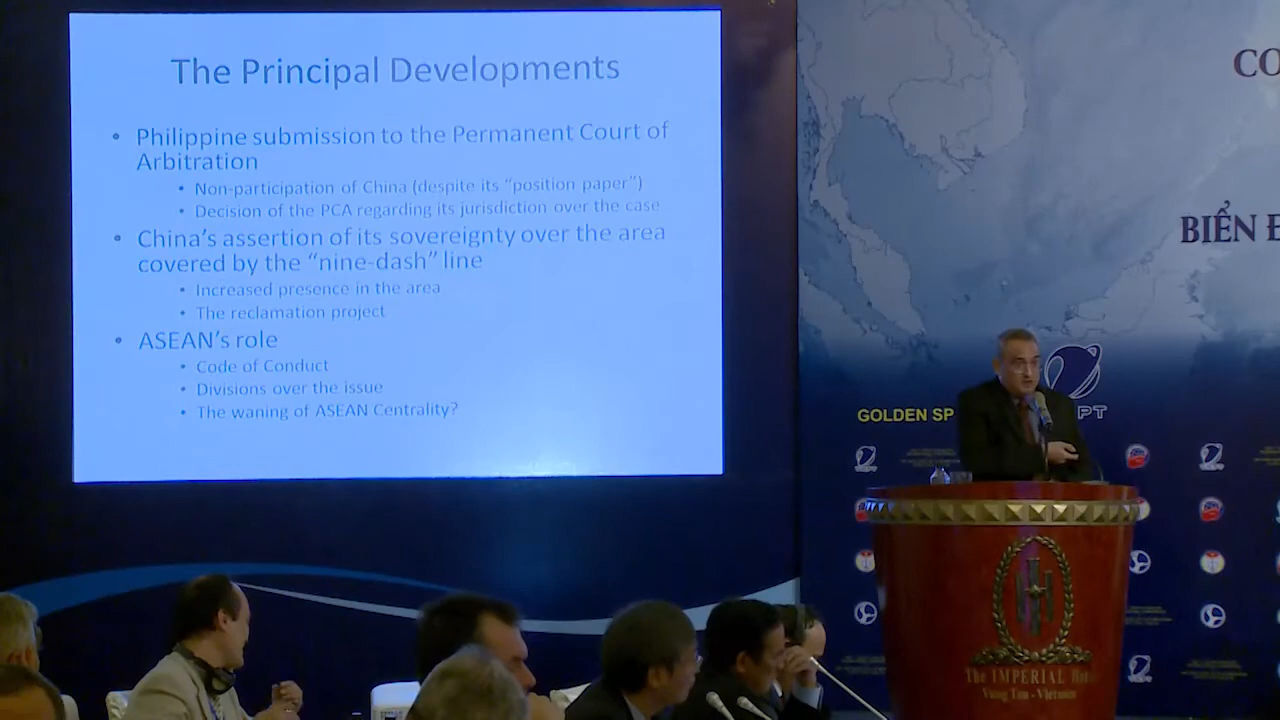 The Principal Developments
• Philippine submission to the Permanent Court of
Arbitration
• Non-participation of China (despite its “position paper”)
• Decision of the PCA regarding its jurisdiction over the case
• China’s assertion of its sovereignty over the area
covered by the “nine-dash” line
• Increased presence in the area
• The reclamation project
• ASEAN’s role
• Code of Conduct
• Divisions over the issue
• The waning of ASEAN Centrality?
CO
BIỂN Đ
GOLDEN SP
PT
The IMPERIAL
Vung Tau - Vietnam